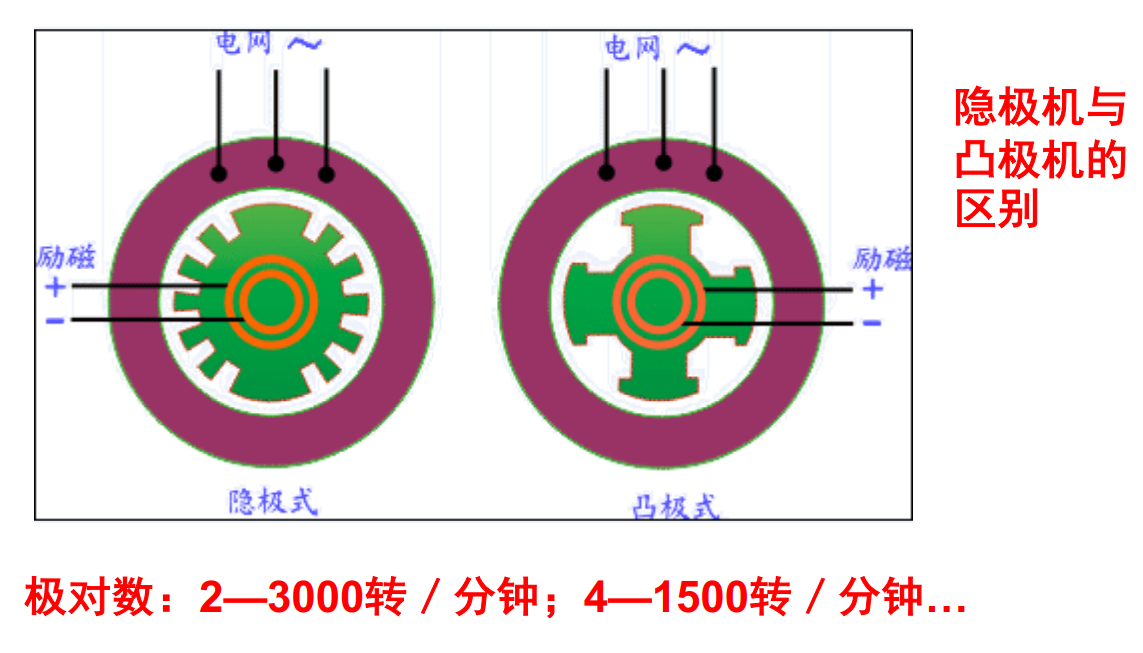 电网 ～
电网 ～
隐极机与
凸极机的
区别
励磁
+
－
励磁
+
－
隐极式
凸极式
极对数：2—3000转／分钟；4—1500转／分钟…